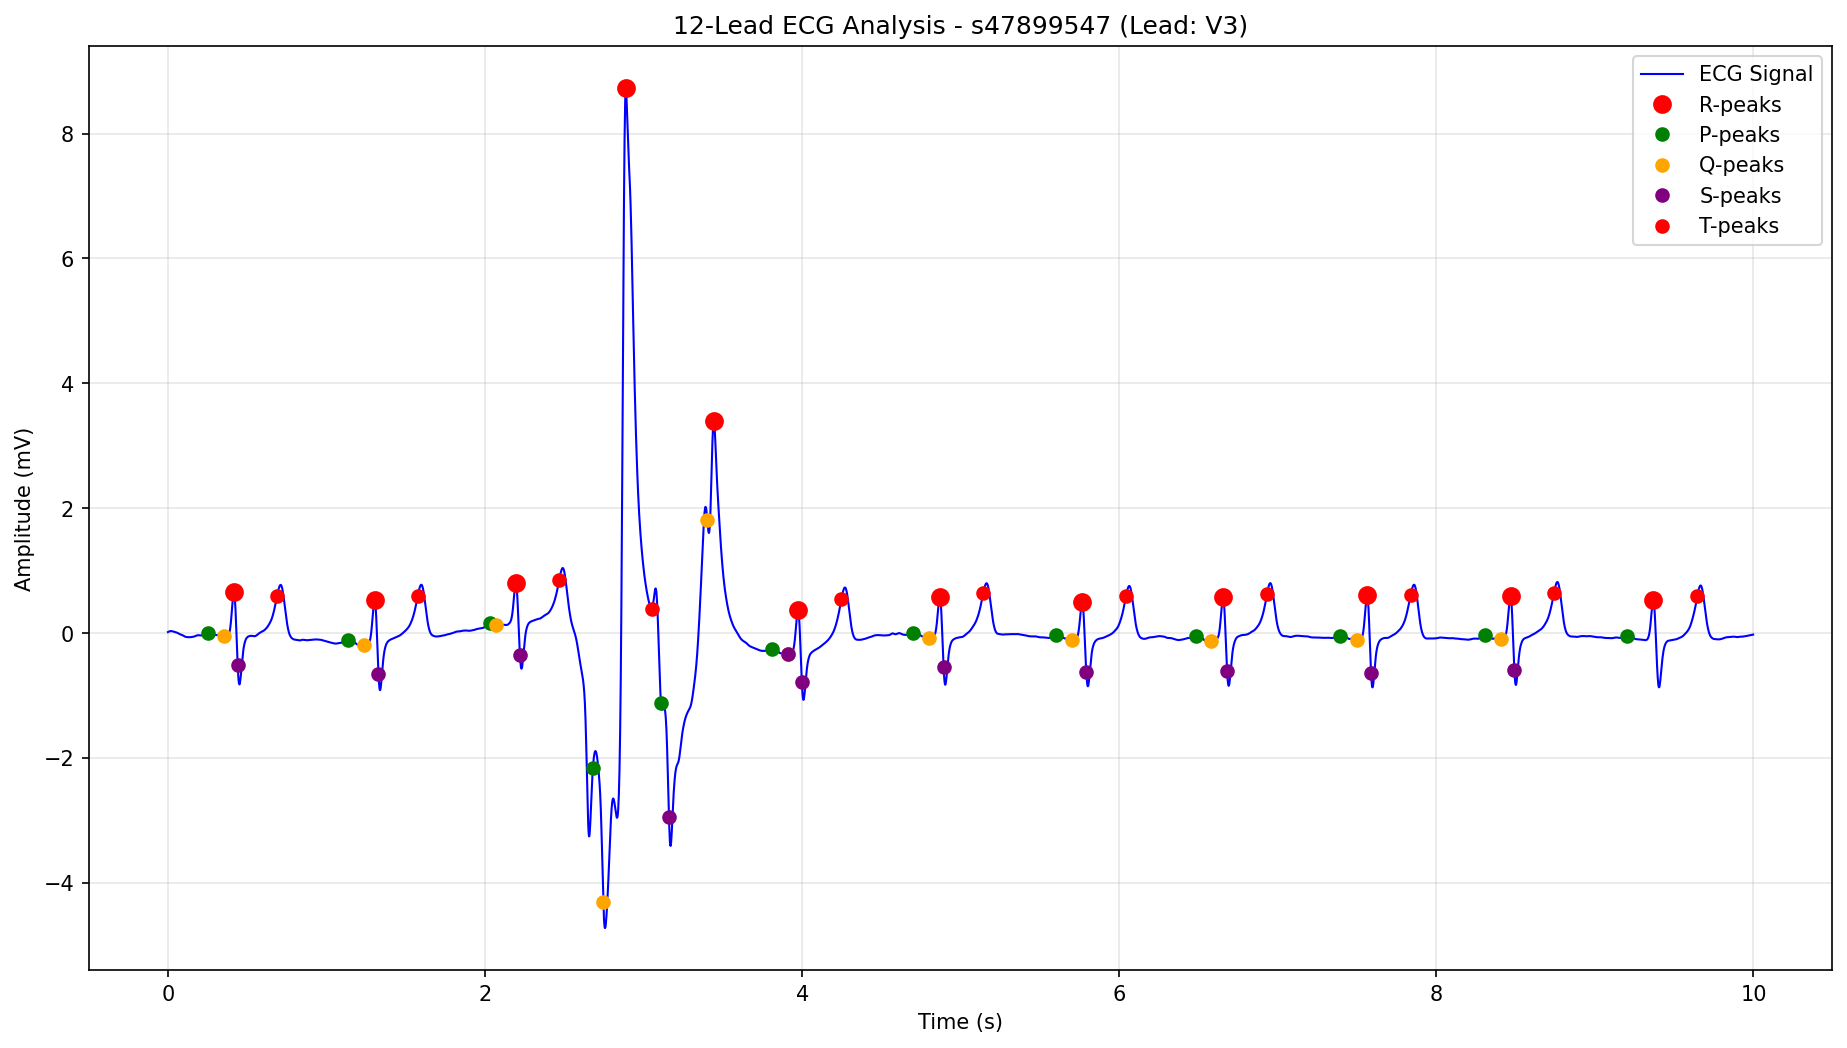 12-Lead ECG Analysis - s47899547 (Lead: V3)
ECG Signal
R-peaks
P-peaks
Q-peaks
S-peaks
T-peaks
Amplitude (mV)
8
6
4
2
0
−2
−4
0 2 4 6 8 10
Time (s)